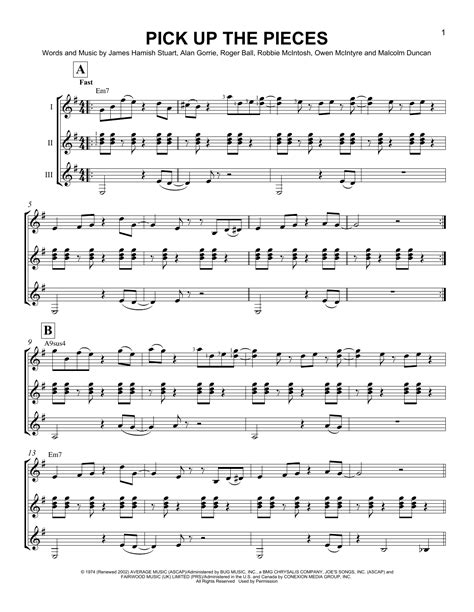 PICK UP THE PIECES
1
Words and Music by James Hamish Stuart, Alan Gorrie, Roger Ball, Robbie McIntosh, Owen McIntyre and Malcolm Duncan
A
Fast
Em7
I
II
III
5
B
9
A9sus4
13
Em7
© 1974 (Renewed 2002) AVERAGE MUSIC (ASCAP)/Administered by BUG MUSIC, INC., a BMG CHRYSALIS COMPANY, JOE'S SONGS, INC. (ASCAP) and
FAIRWOOD MUSIC (UK) LIMITED (PRS)/Administered in the U.S. and Canada by CONEXION MEDIA GROUP, INC.
All Rights Reserved Used by Permission